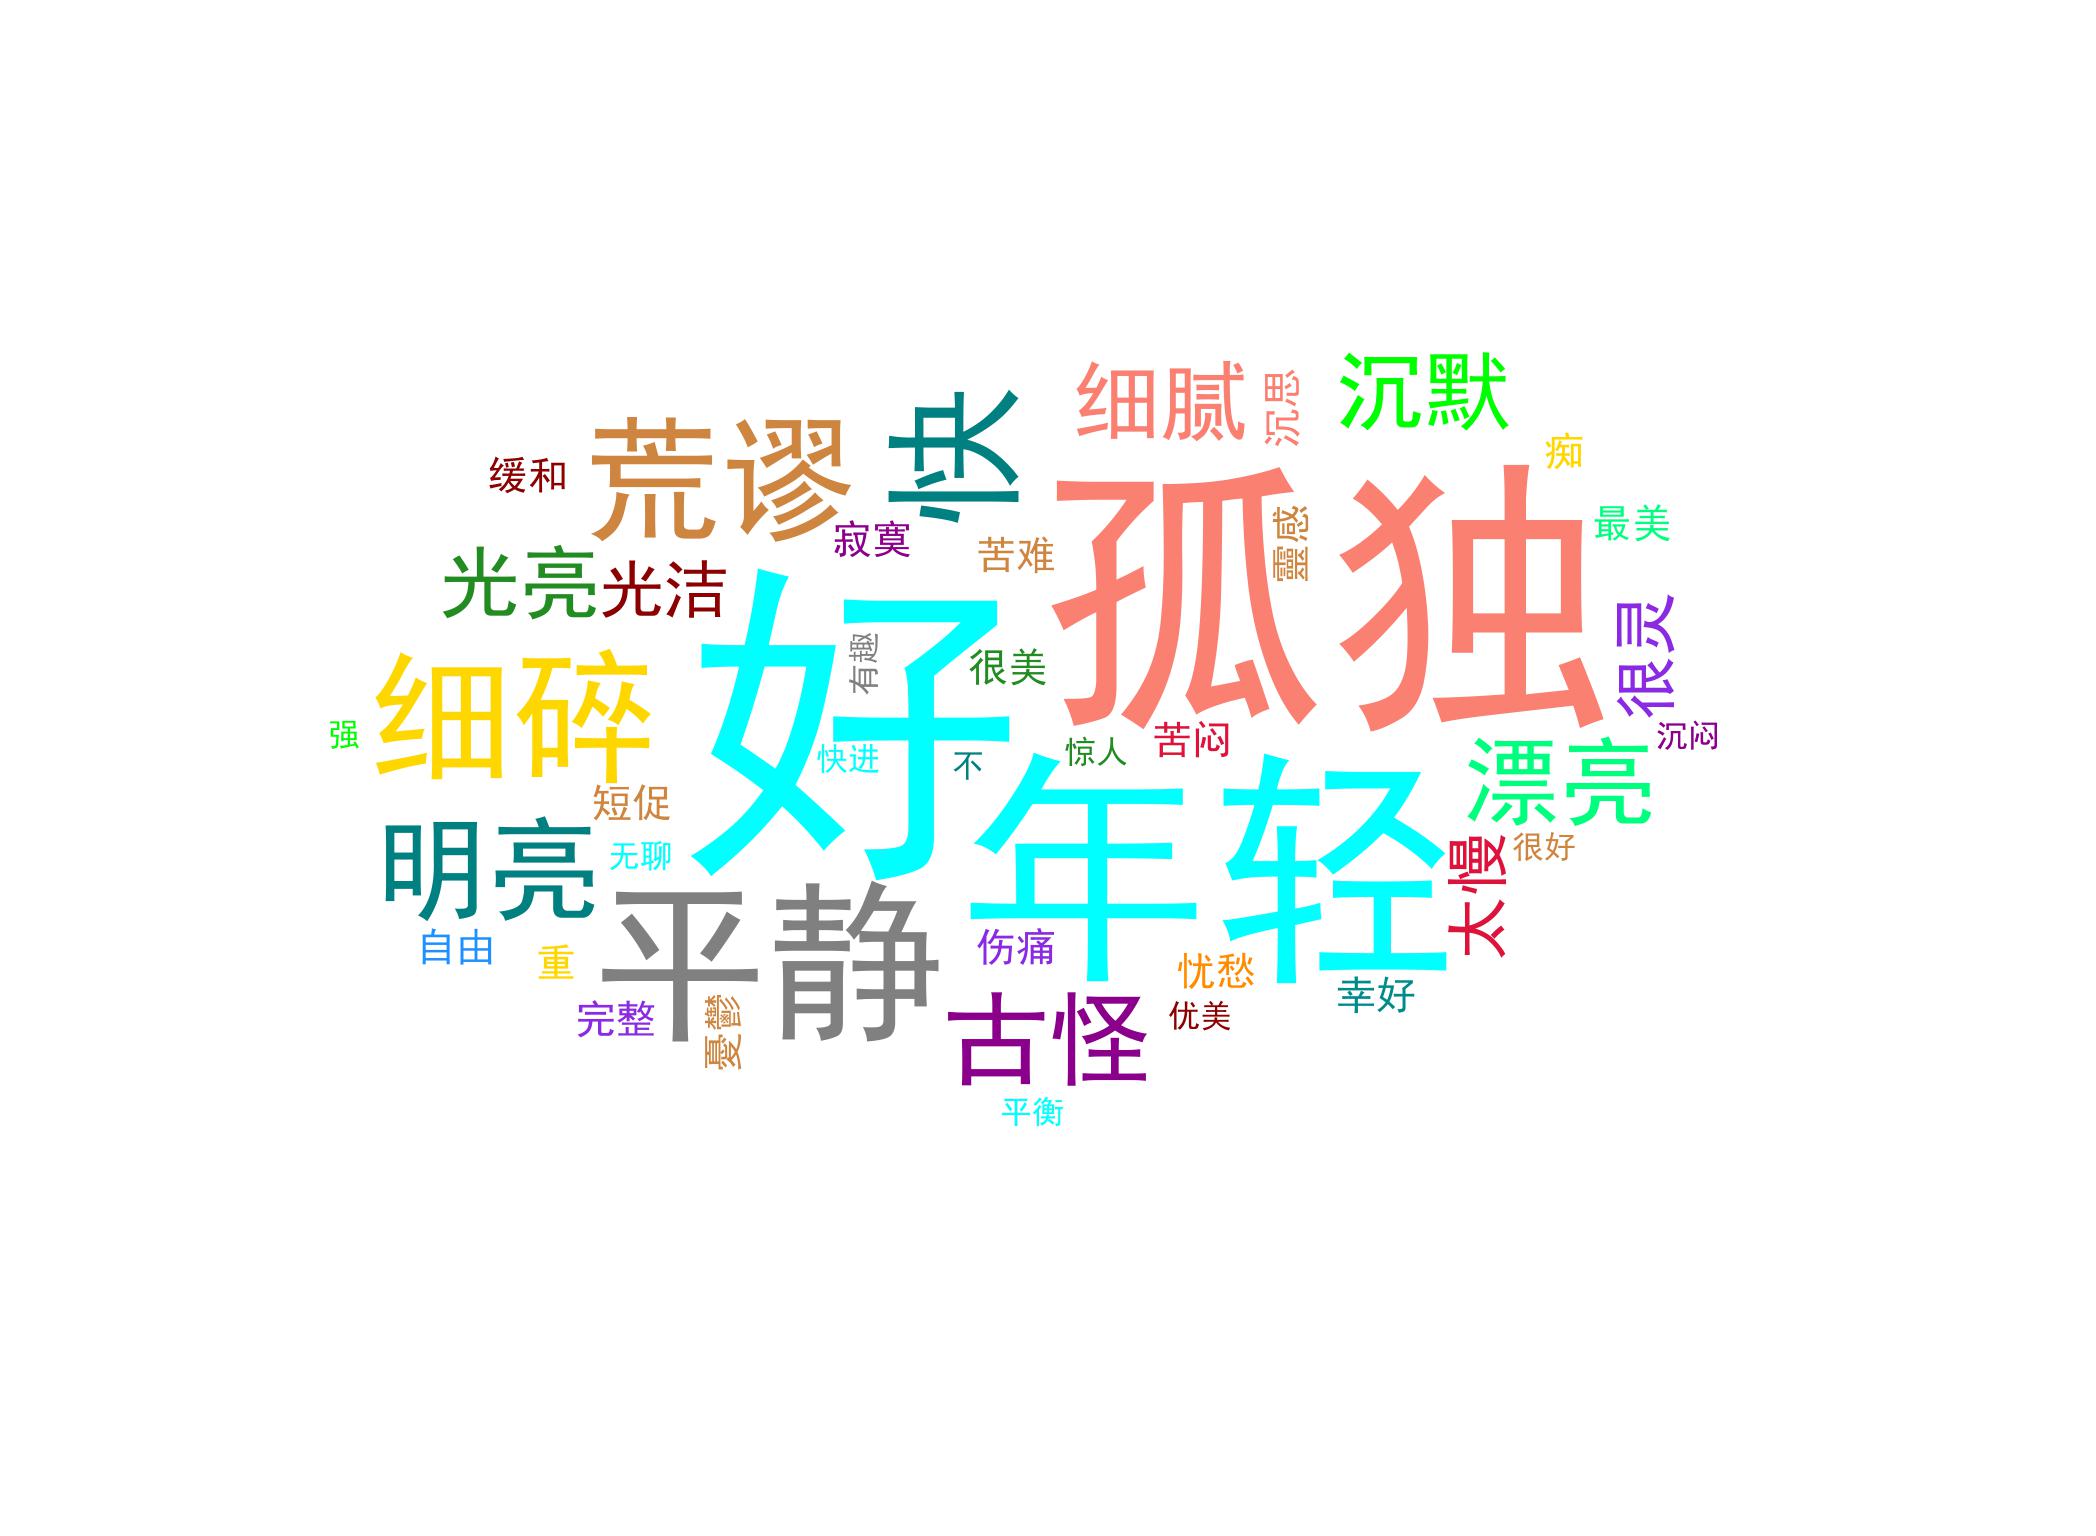 沉默
细腻
沉思
快
荒谬
痴
缓和
孤独
靈感
最美
寂寞
苦难
光亮
光洁
好
很灵
有趣
很美
细碎
强
沉闷
苦闷
惊人
快进
不
年轻
漂亮
短促
明亮
无聊
很好
太慢
平静
自由
重
伤痛
忧愁
幸好
完整
憂鬱
古怪
优美
平衡